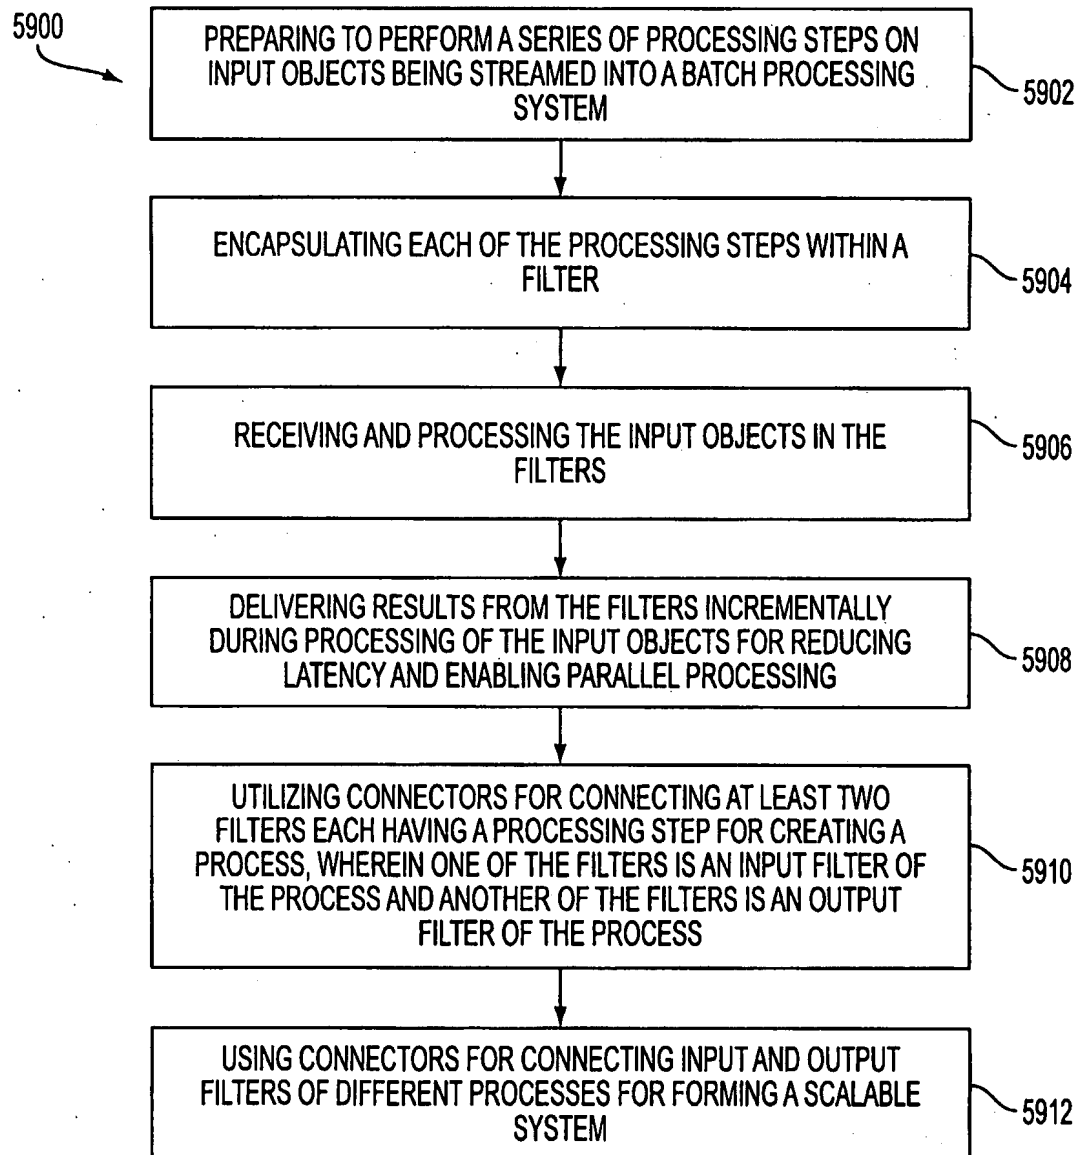 5900
PREPARING TO PERFORM A SERIES OF PROCESSING STEPS ON
INPUT OBJECTS BEING STREAMED INTO A BATCH PROCESSING
SYSTEM
5902
ENCAPSULATING EACH OF THE PROCESSING STEPS WITHIN A
FILTER
5904
RECEIVING AND PROCESSING THE INPUT OBJECTS IN THE
FILTERS
5906
DELIVERING RESULTS FROM THE FILTERS INCREMENTALLY
DURING PROCESSING OF THE INPUT OBJECTS FOR REDUCING
LATENCY AND ENABLING PARALLEL PROCESSING
5908
UTILIZING CONNECTORS FOR CONNECTING AT LEAST TWO
FILTERS EACH HAVING A PROCESSING STEP FOR CREATING A
PROCESS, WHEREIN ONE OF THE FILTERS IS AN INPUT FILTER OF
THE PROCESS AND ANOTHER OF THE FILTERS IS AN OUTPUT
FILTER OF THE PROCESS
5910
USING CONNECTORS FOR CONNECTING INPUT AND OUTPUT
FILTERS OF DIFFERENT PROCESSES FOR FORMING A SCALABLE
SYSTEM
5912